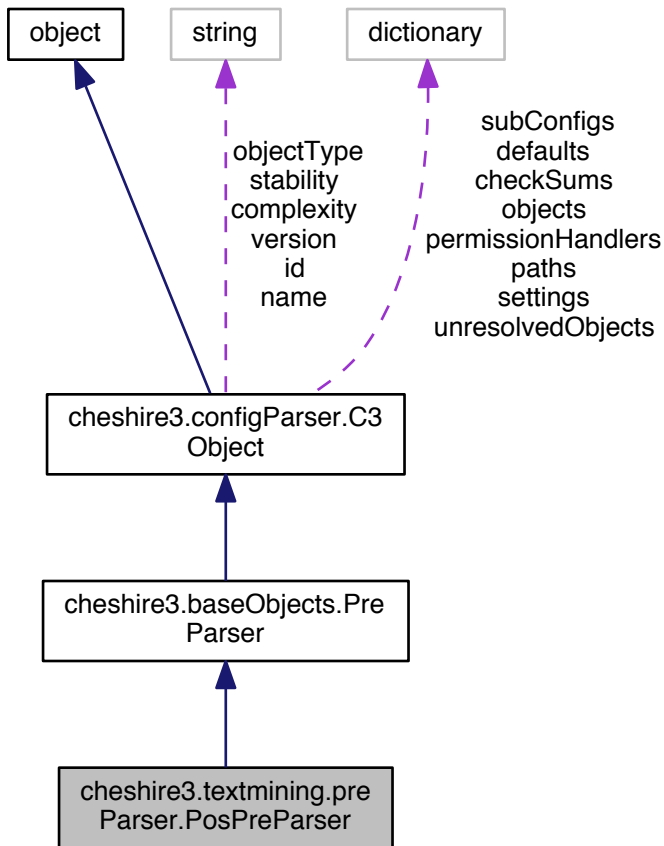 object
string
dictionary
objectType
stability
complexity
version
id
name
subConfigs
defaults
checkSums
objects
permissionHandlers
paths
settings
unresolvedObjects
cheshire3.configParser.C3
Object
cheshire3.baseObjects.Pre
Parser
cheshire3.textmining.pre
Parser.PosPreParser